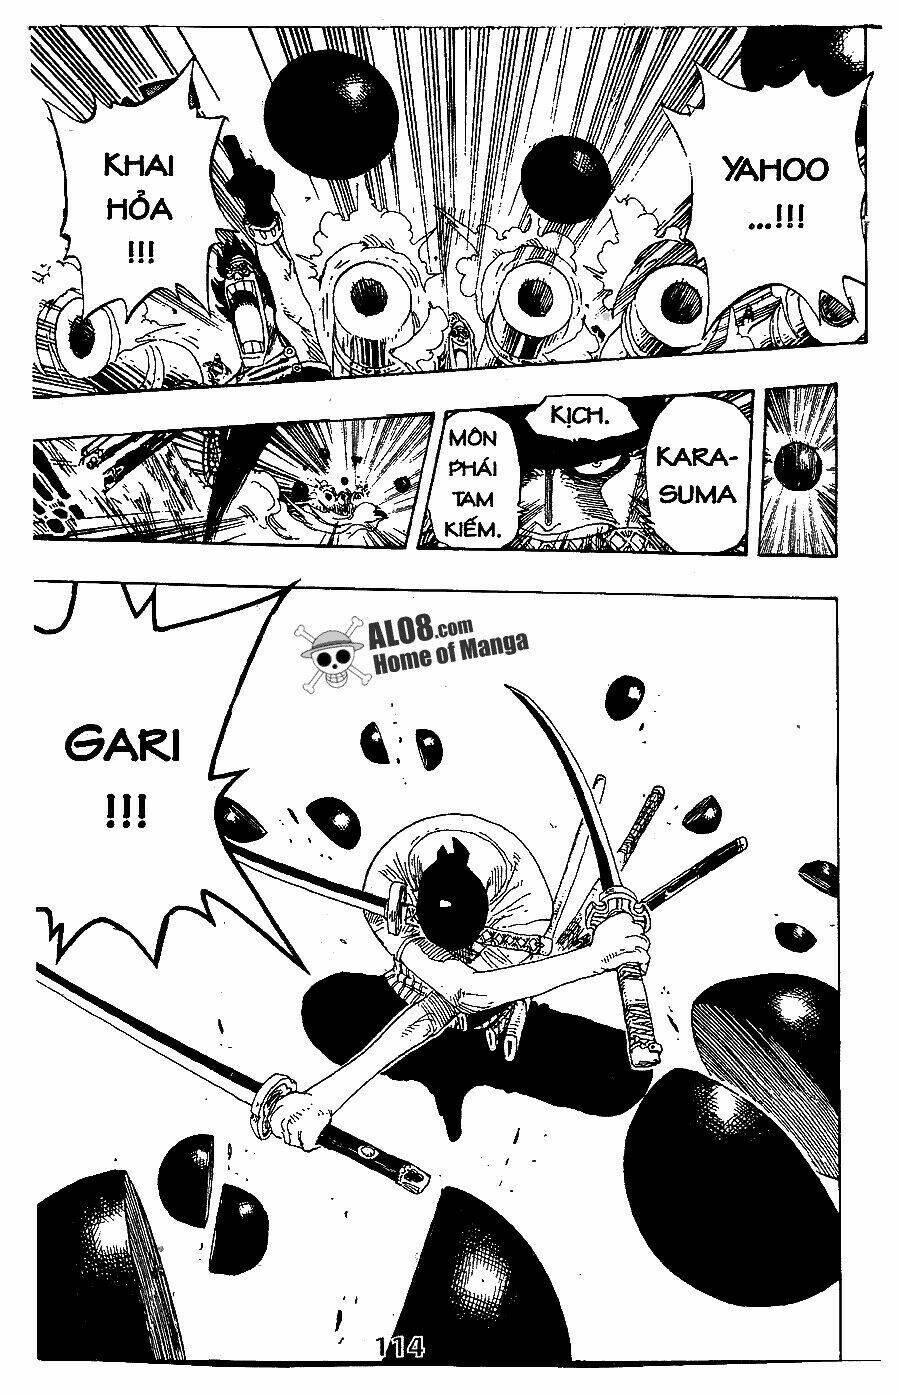 YAHOO
...!!!
KHAI
HỎA
!!!
KARA-
SUMA
KỊCH.
MÔN
PHÁI
TAM
KIẾM.
GARI
!!!
ALO8.com
Home of Manga
114